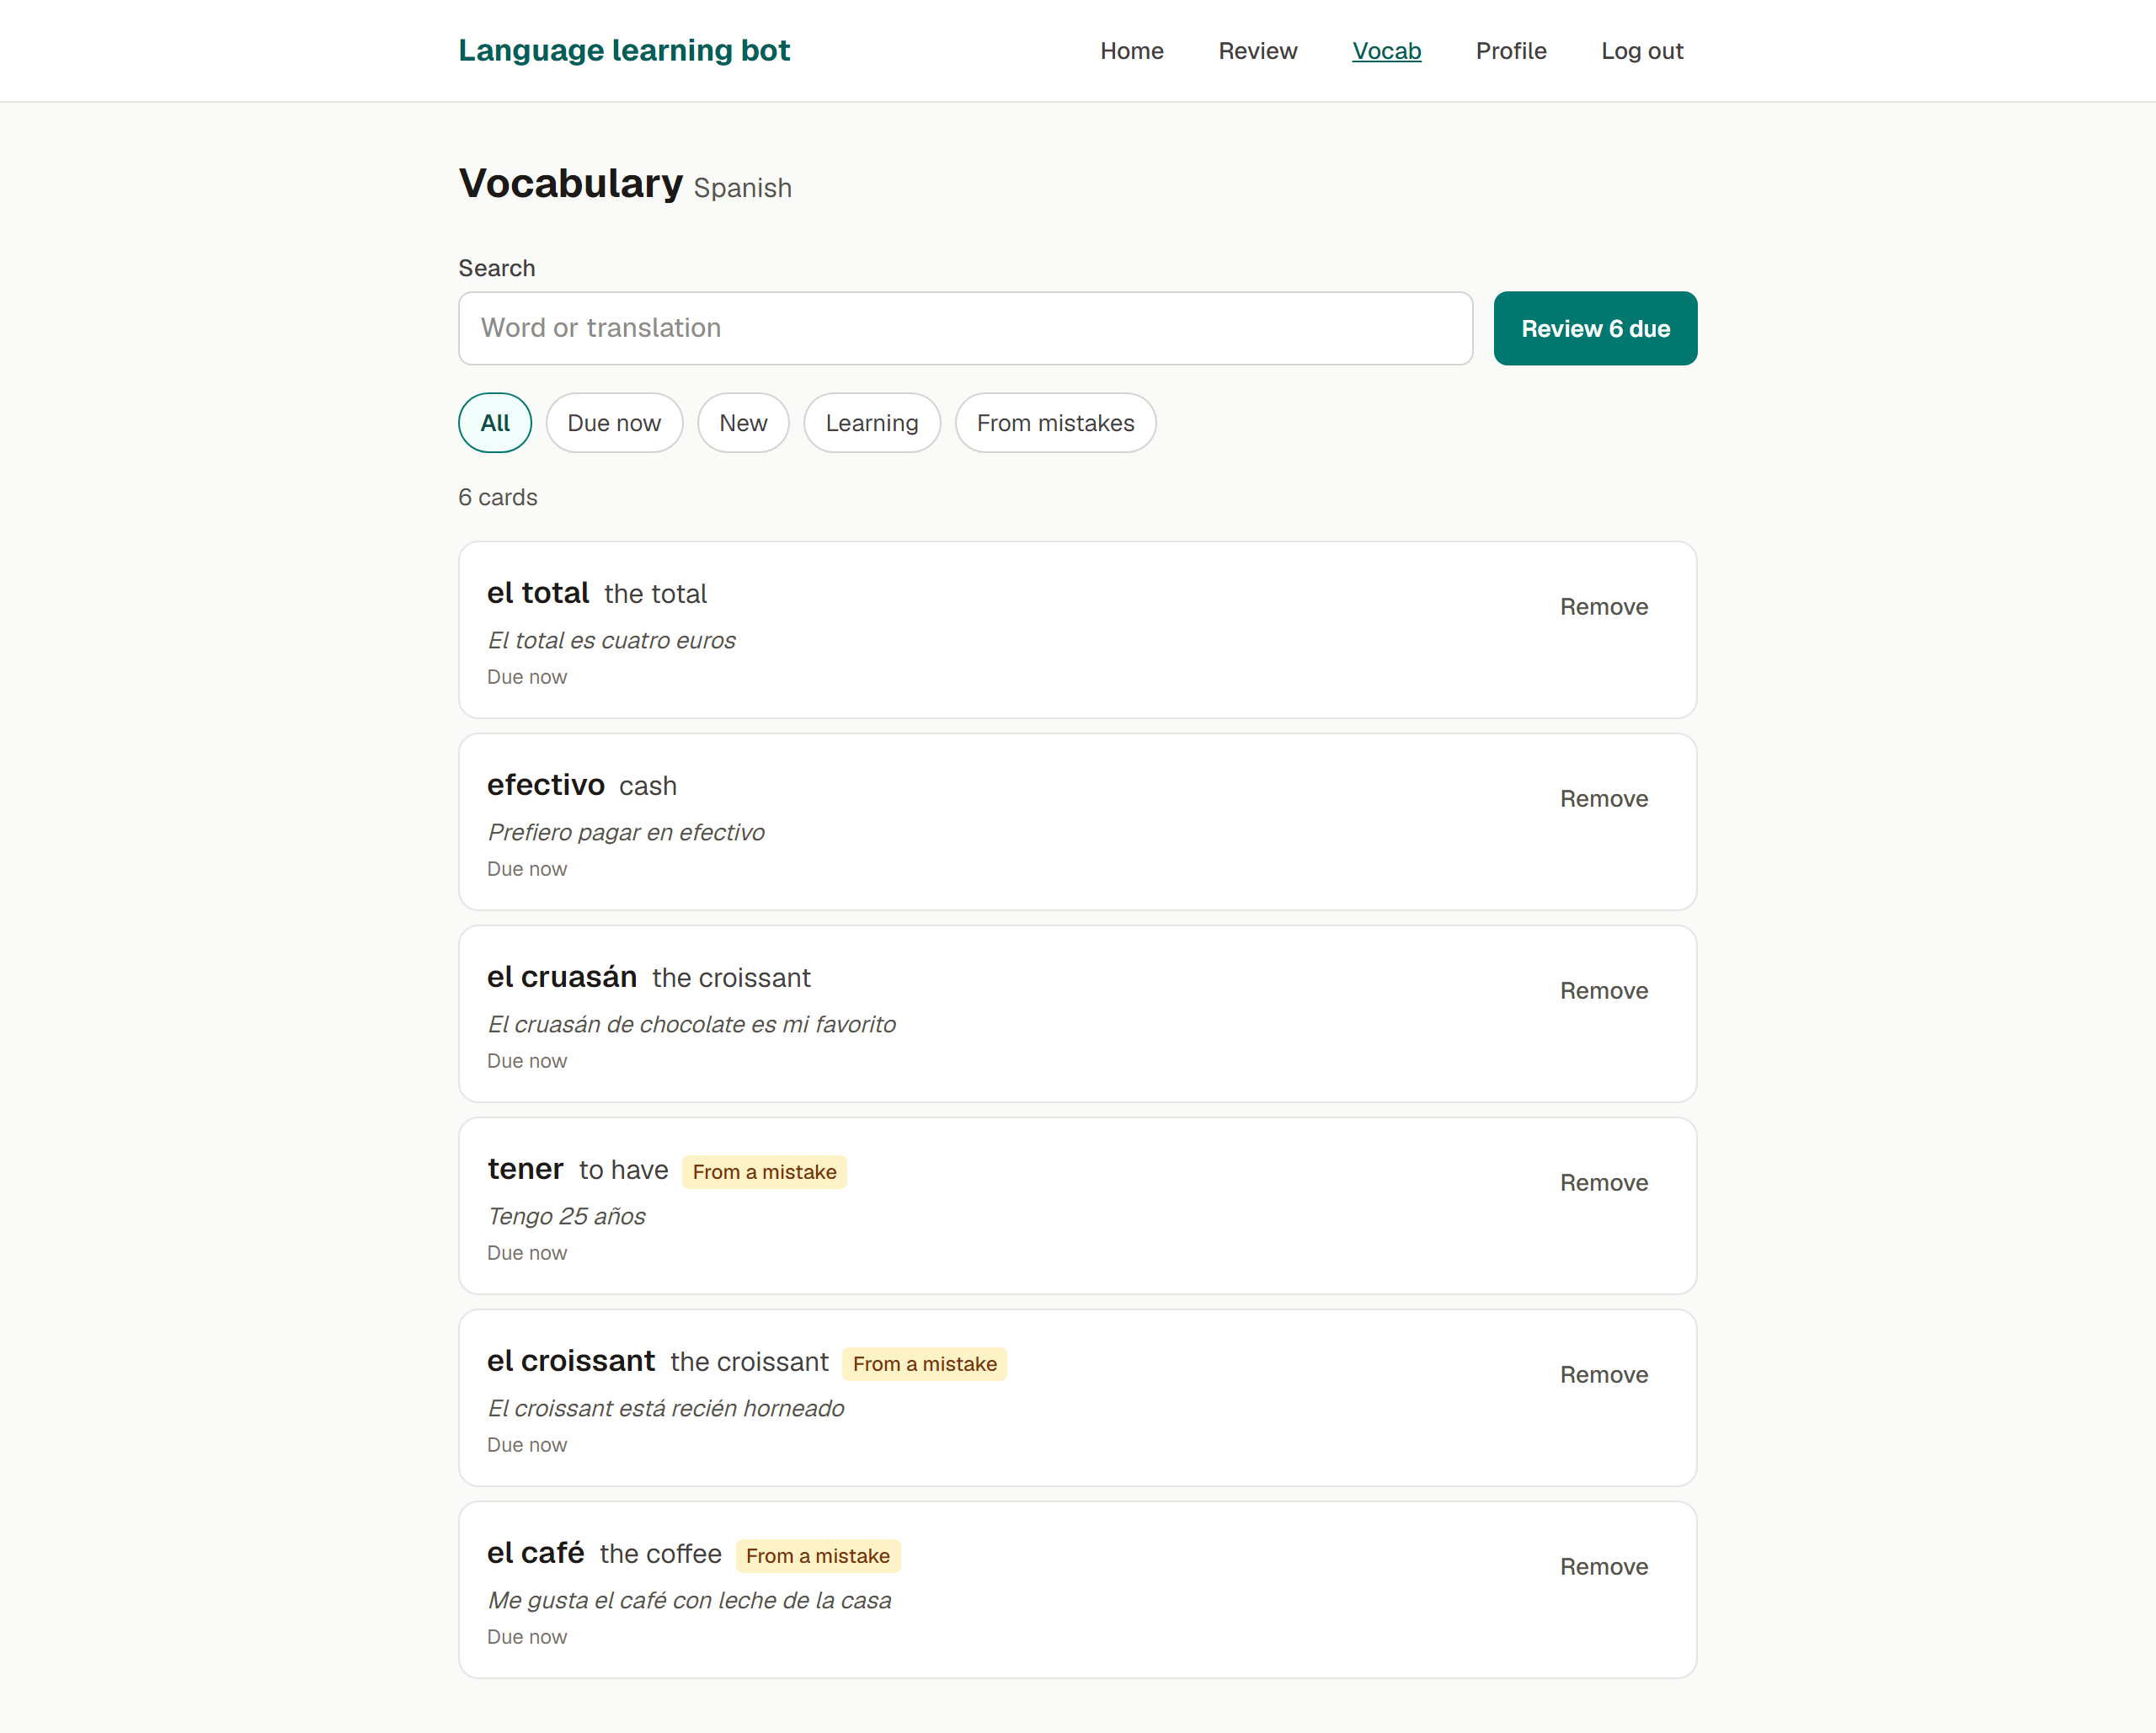 Language learning bot Home Review Vocab Profile Log out
Vocabulary Spanish
Search
Word or translation Review 6 due
All Due now New Learning From mistakes
6 cards
el total the total Remove
El total es cuatro euros
Due now
efectivo cash Remove
Prefiero pagar en efectivo
Due now
el cruasán the croissant Remove
El cruasán de chocolate es mi favorito
Due now
tener to have From a mistake Remove
Tengo 25 años
Due now
el croissant the croissant From a mistake Remove
El croissant está recién horneado
Due now
el café the coffee From a mistake Remove
Me gusta el café con leche de la casa
Due now